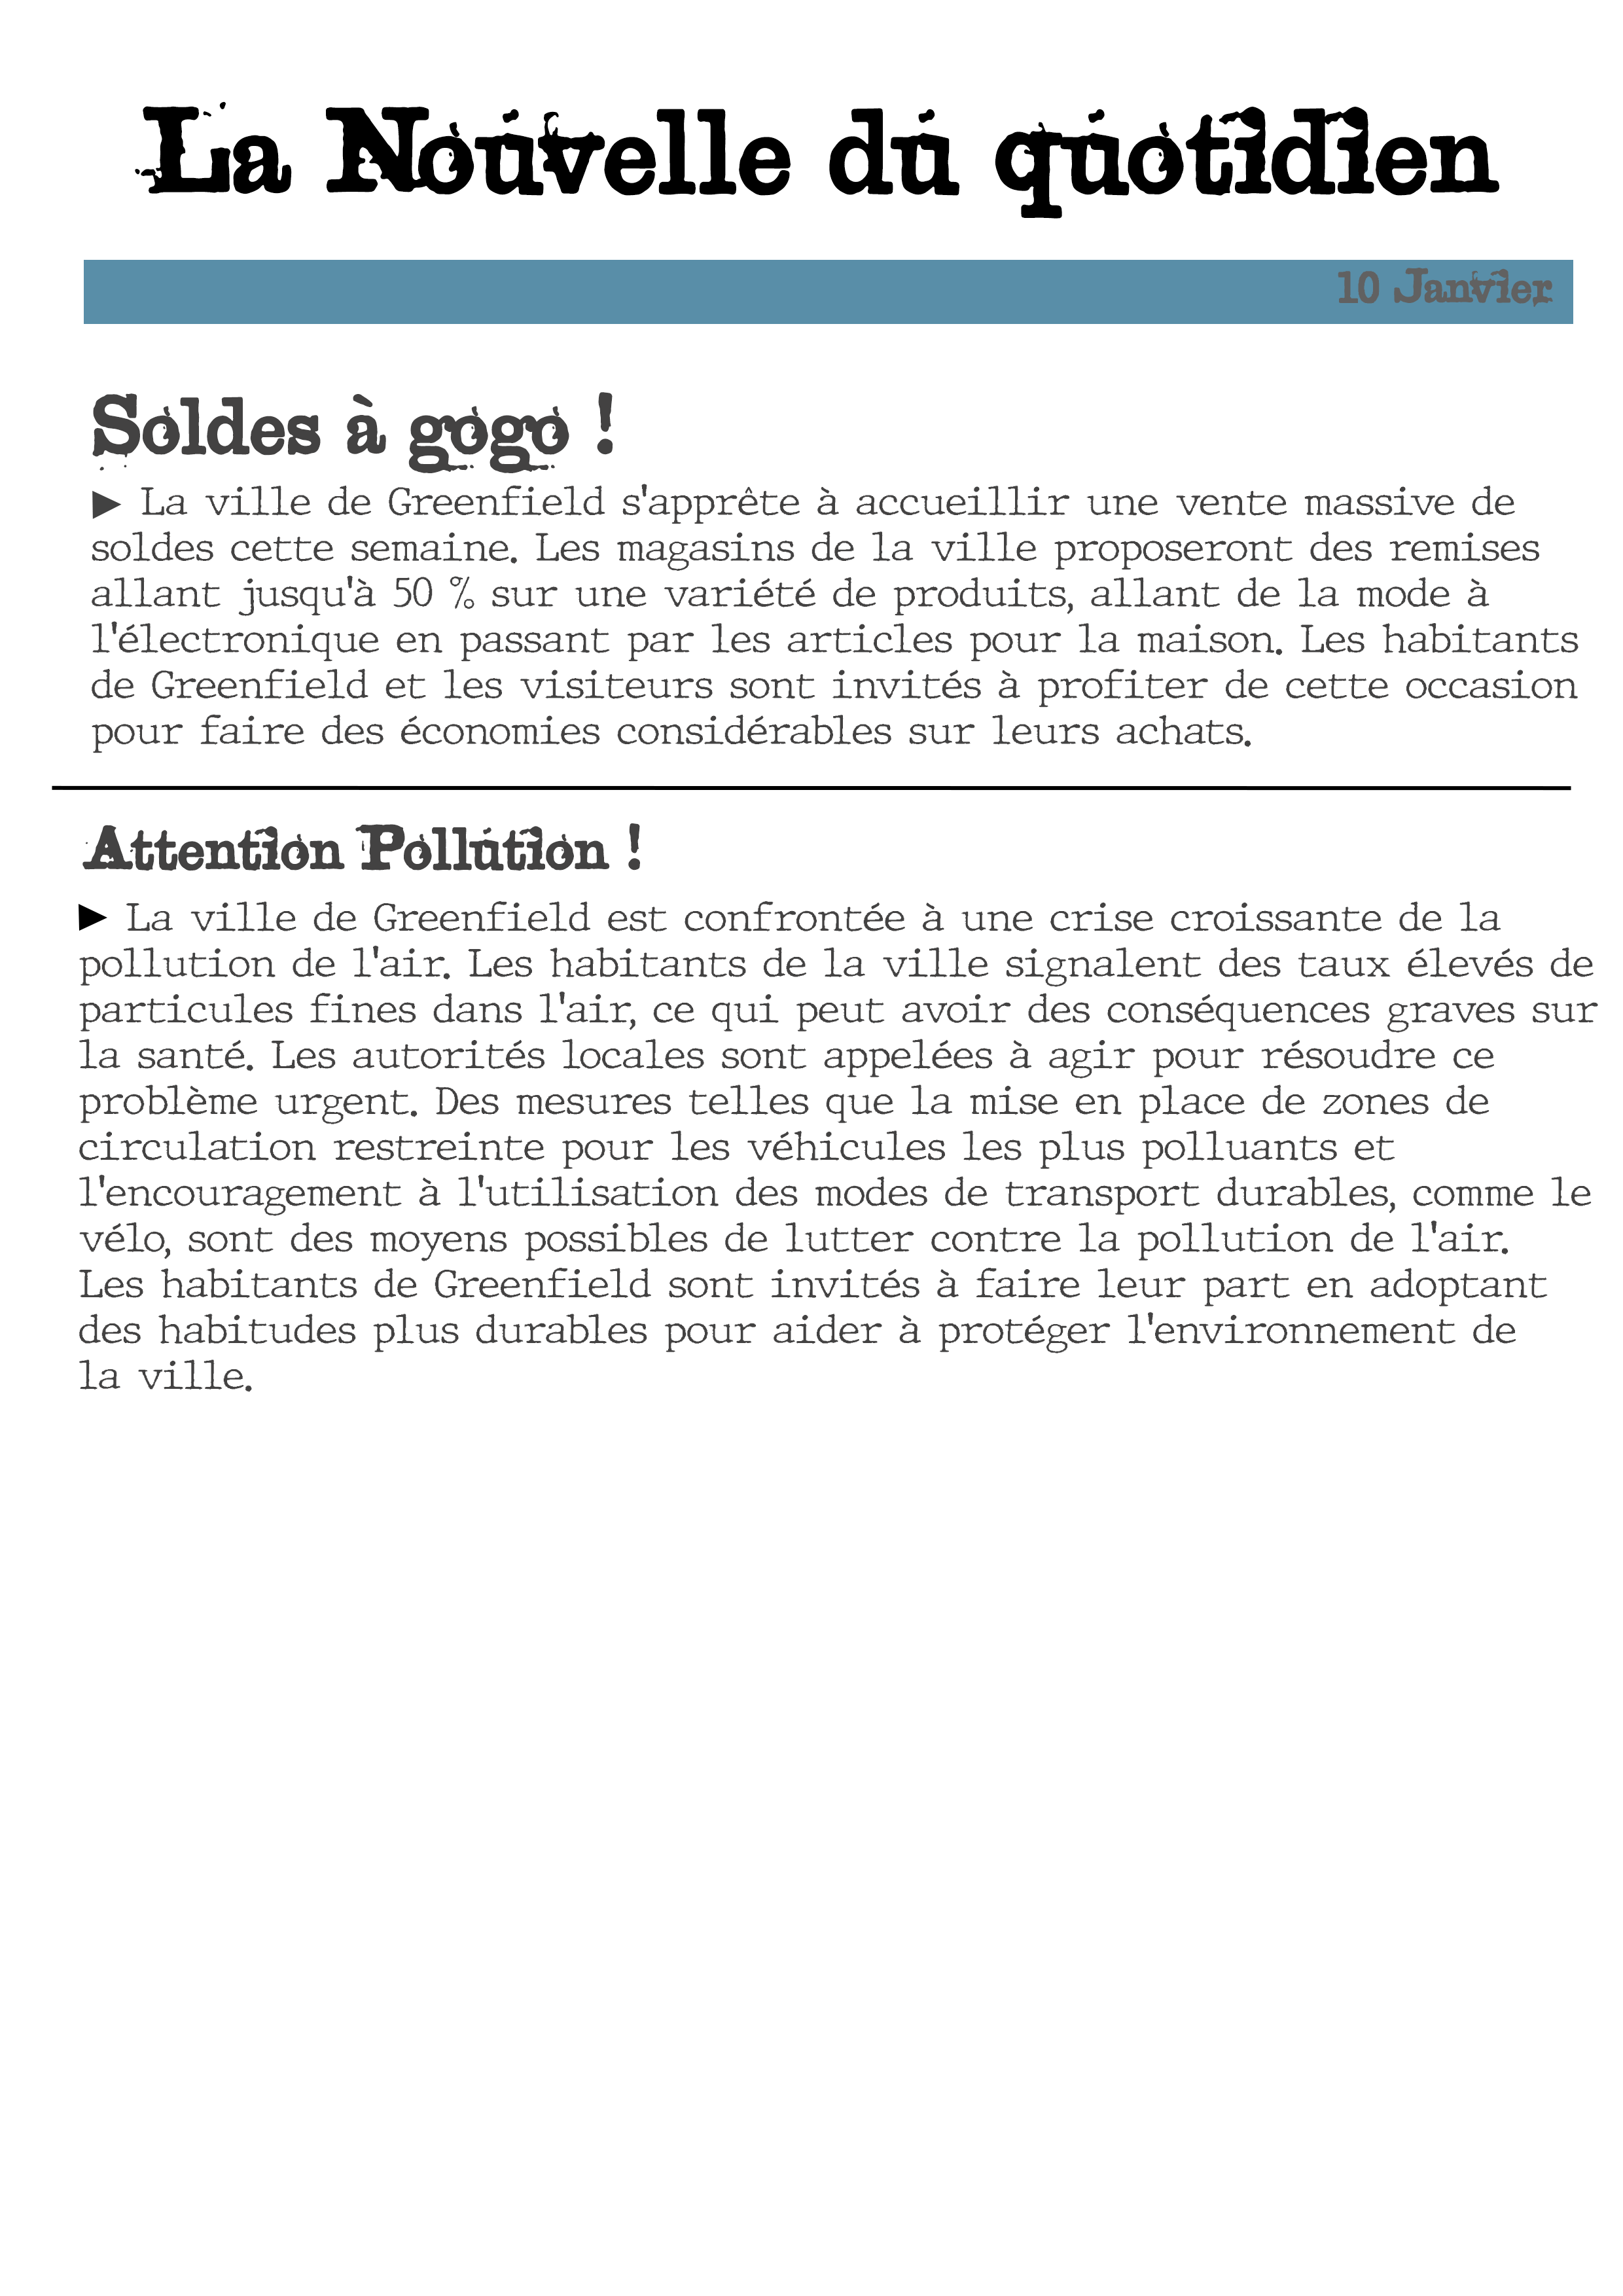 La Nouvelle du quotidien
10 Janvier
Soldes à gogo !
► La ville de Greenfield s'apprête à accueillir une vente massive de
soldes cette semaine. Les magasins de la ville proposeront des remises
allant jusqu'à 50 % sur une variété de produits, allant de la mode à
l'électronique en passant par les articles pour la maison. Les habitants
de Greenfield et les visiteurs sont invités à profiter de cette occasion
pour faire des économies considérables sur leurs achats.
Attention Pollution !
► La ville de Greenfield est confrontée à une crise croissante de la
pollution de l'air. Les habitants de la ville signalent des taux élevés de
particules fines dans l'air, ce qui peut avoir des conséquences graves sur
la santé. Les autorités locales sont appelées à agir pour résoudre ce
problème urgent. Des mesures telles que la mise en place de zones de
circulation restreinte pour les véhicules les plus polluants et
l'encouragement à l'utilisation des modes de transport durables, comme le
vélo, sont des moyens possibles de lutter contre la pollution de l'air.
Les habitants de Greenfield sont invités à faire leur part en adoptant
des habitudes plus durables pour aider à protéger l'environnement de
la ville.